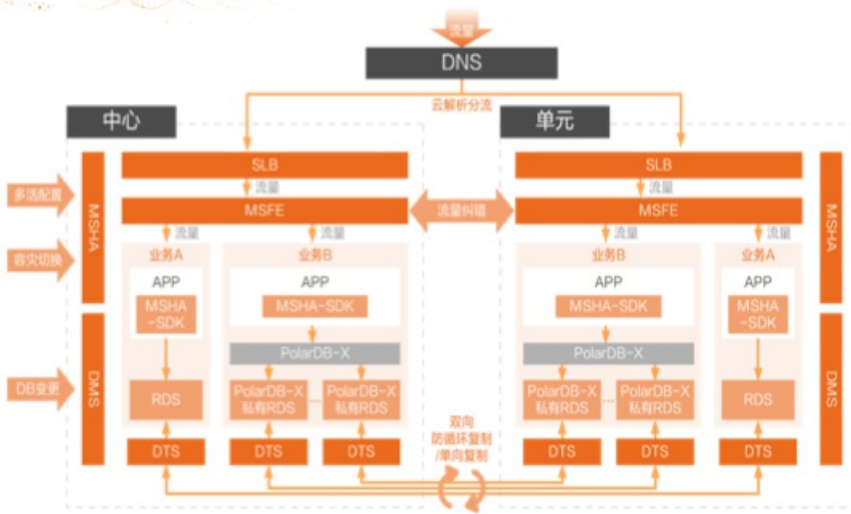 流量
DNS
云解析分流
中心
单元
SLB
SLB
流量
流量
多活配置
MSHA
MSFE
流量纠错
MSFE
MSHA
流量
流量
流量
流量
容灾切换
业务A
业务B
业务B
业务A
APP
APP
APP
APP
MSHA
-SDK
MSHA-SDK
MSHA-SDK
MSHA
-SDK
PolarDB-X
PolarDB-X
DB变更
DMS
RDS
PolarDB-X
私有RDS
...
PolarDB-X
私有RDS
PolarDB-X
私有RDS
...
PolarDB-X
私有RDS
RDS
DMS
双向
防循环复制
/单向复制
DTS
DTS
DTS
DTS
DTS
DTS